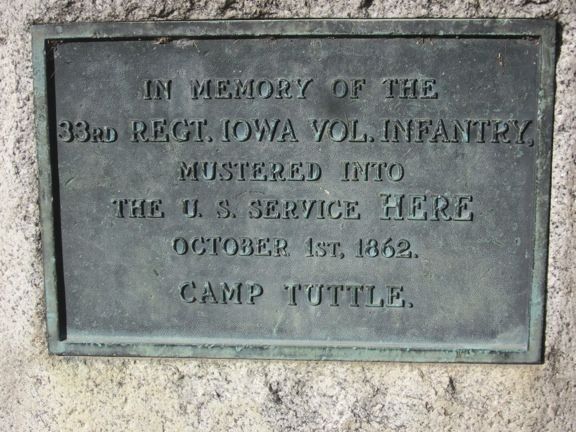 IN MEMORY OF THE
33RD REGT. IOWA VOL. INFANTRY,
MUSTERED INTO
THE U. S. SERVICE HERE
OCTOBER 1ST, 1862.
CAMP TUTTLE.